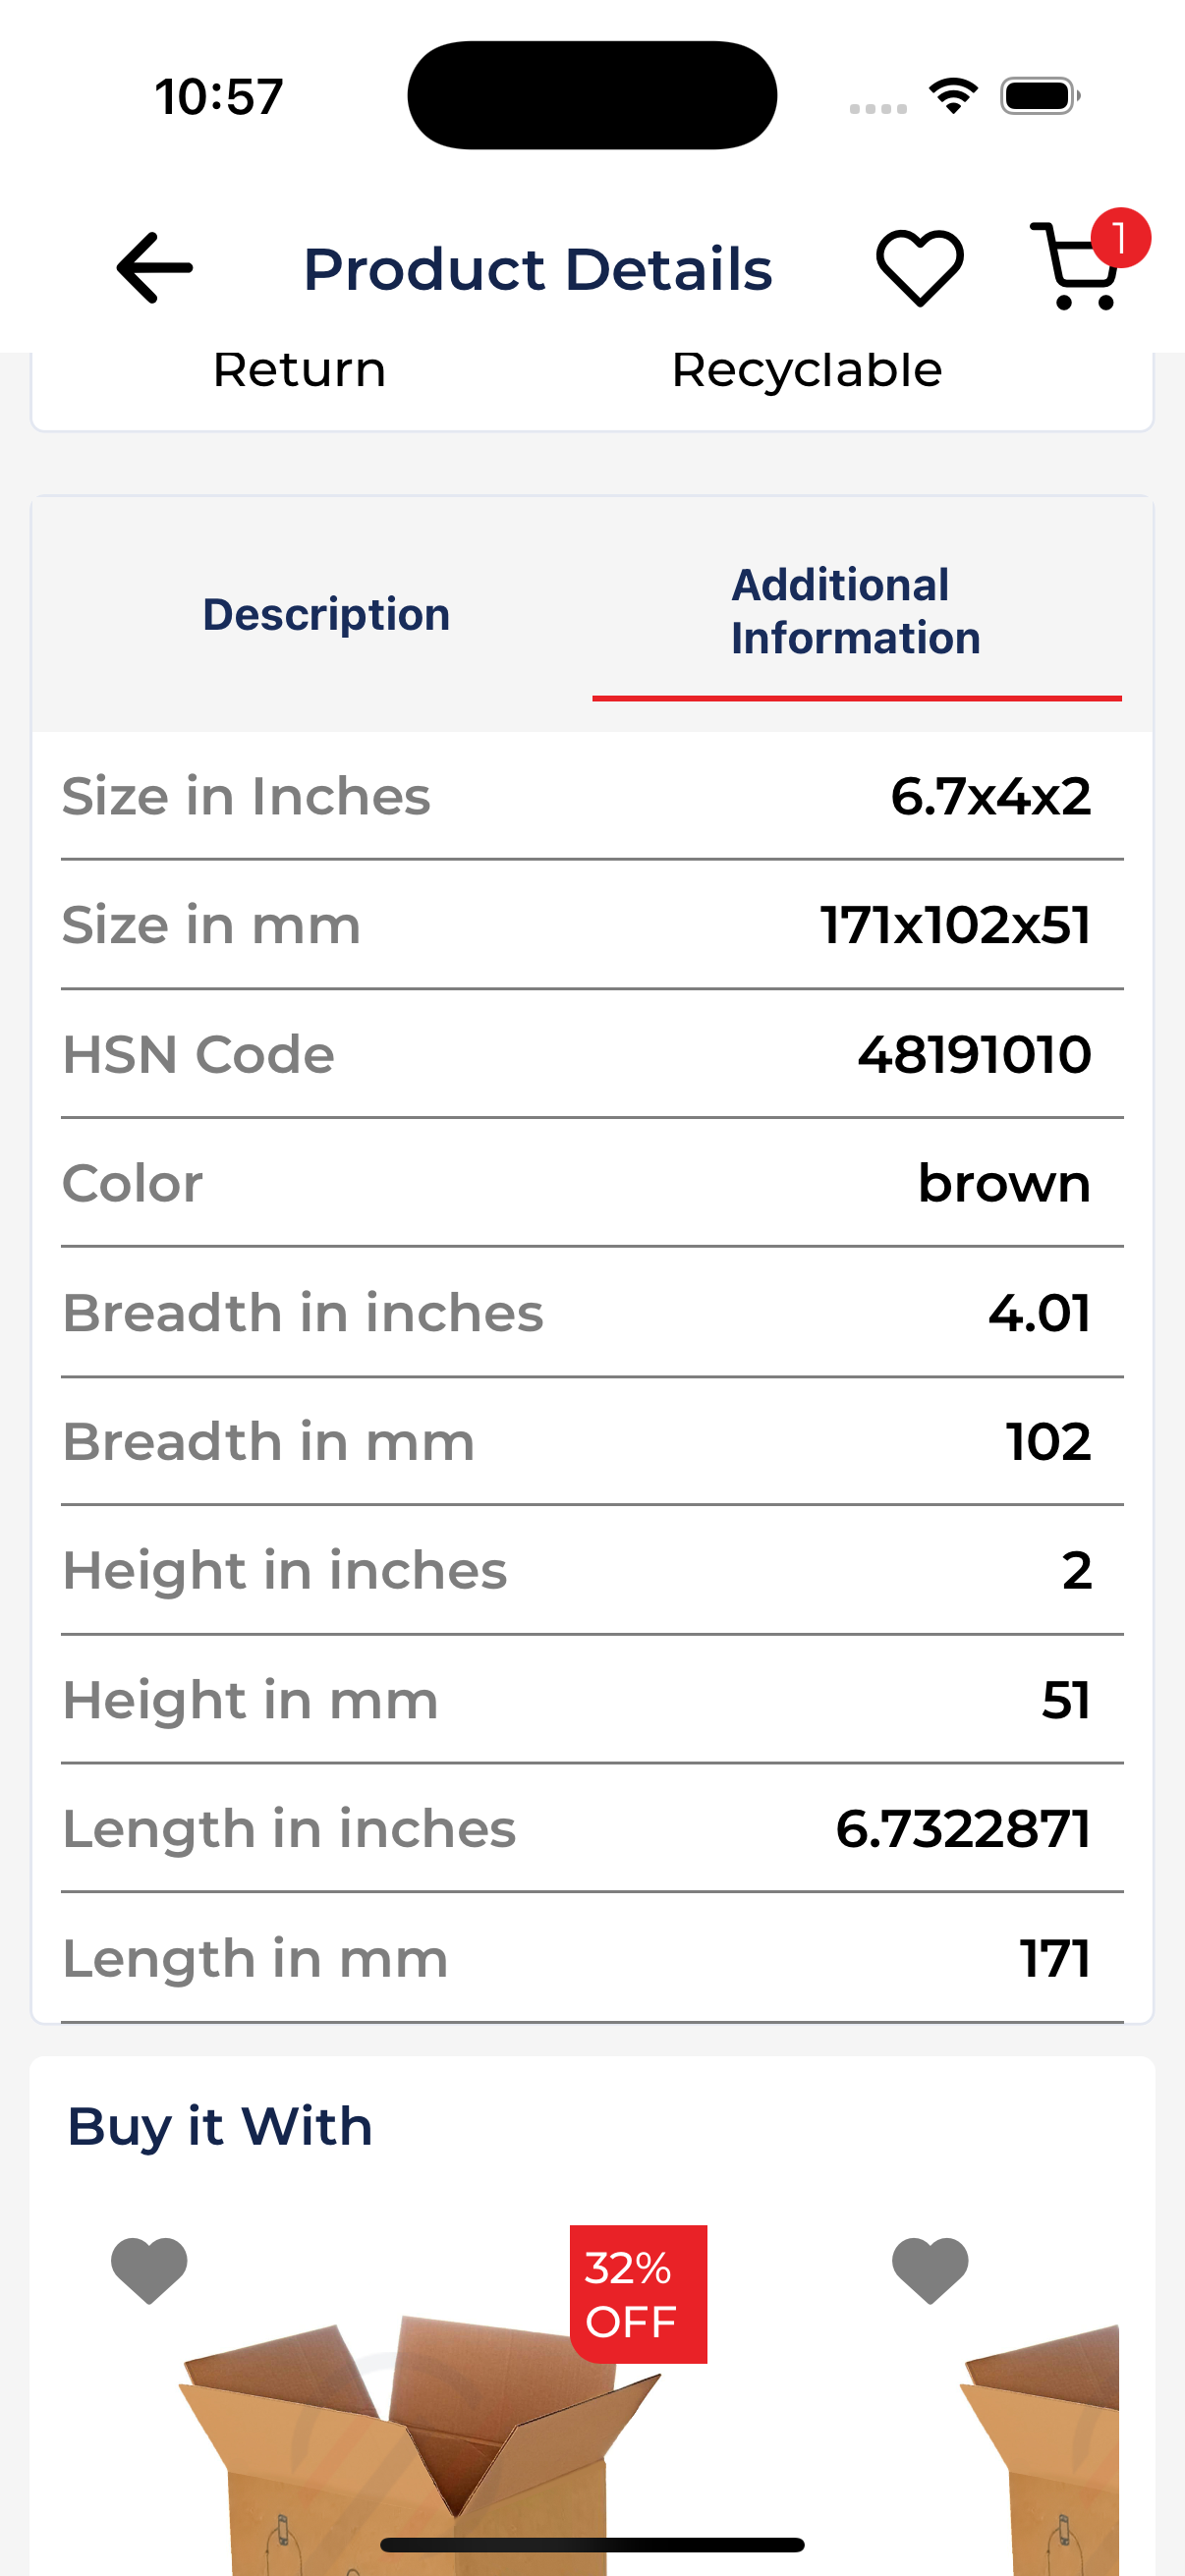 10:57
Product Details
1
Return Recyclable
Description
Additional
Information
Size in Inches 6.7x4x2
Size in mm 171x102x51
HSN Code 48191010
Color brown
Breadth in inches 4.01
Breadth in mm 102
Height in inches 2
Height in mm 51
Length in inches 6.7322871
Length in mm 171
Buy it With
32%
OFF